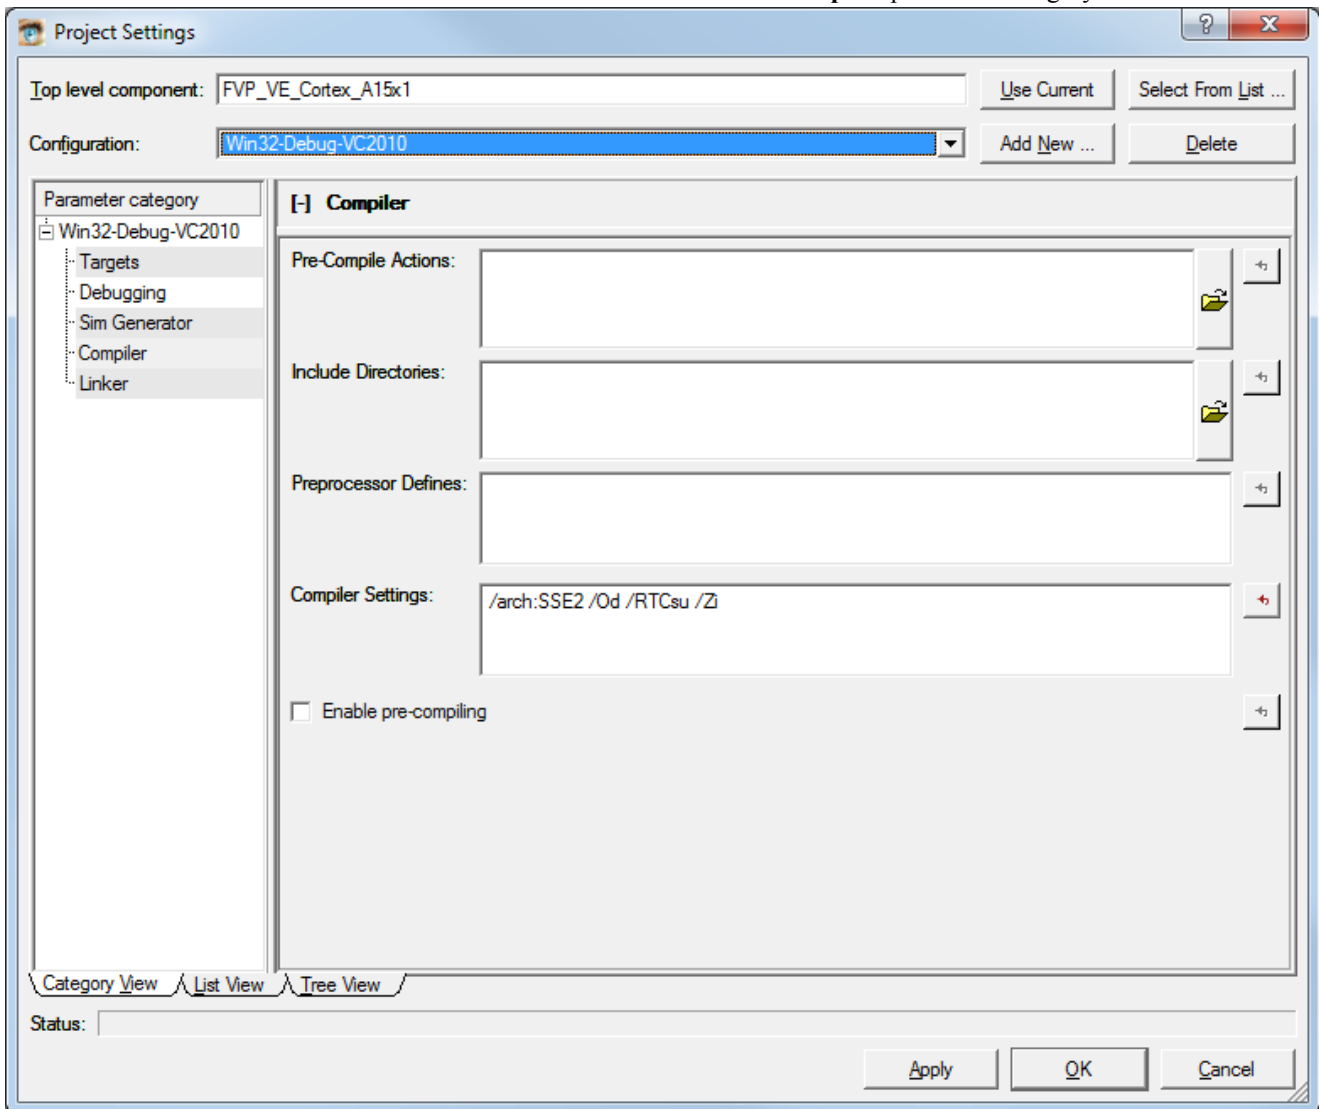 Project Settings
Top level component: FVP_VE_Cortex_A15x1 Use Current Select From List ...
Configuration: Win32-Debug-VC2010 Add New ... Delete
Parameter category
Win32-Debug-VC2010
Targets
Debugging
Sim Generator
Compiler
Linker
[-] Compiler
Pre-Compile Actions:
Include Directories:
Preprocessor Defines:
Compiler Settings: /arch:SSE2 /Od /RTCsu /Zi
Enable pre-compiling
Category View List View Tree View
Status:
Apply OK Cancel